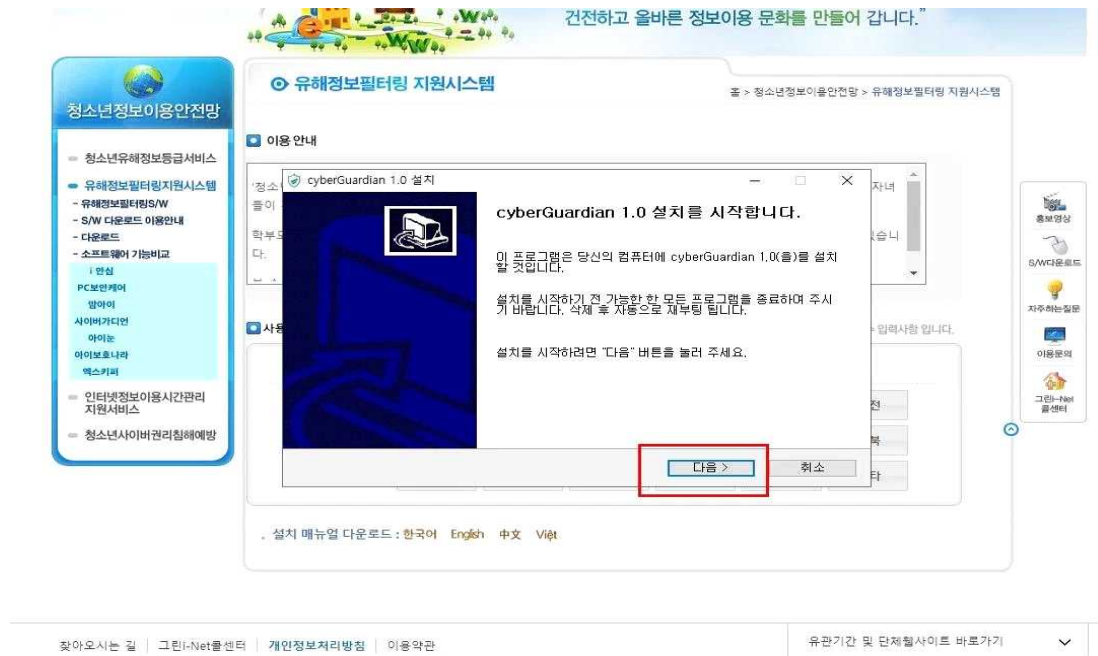 건전하고 올바른 정보이용 문화를 만들어 갑니다."
청소년정보이용안전망
청소년유해정보등급서비스
유해정보필터링지원시스템
- 유해정보필터링S/W
- S/W 다운로드 이용안내
- 다운로드
- 소프트웨어 기능비교
i 안심
PC보안케어
맘아이
사이버가디언
아이눈
아이보호나라
엑스키퍼
인터넷정보이용시간관리
지원서비스
청소년사이버권리침해예방
유해정보필터링 지원시스템
홈 > 청소년정보이용안전망 > 유해정보필터링 지원시스템
이용 안내
자녀
들이
cyberGuardian 1.0 설치
cyberGuardian 1.0 설치를 시작합니다.
이 프로그램은 당신의 컴퓨터에 cyberGuardian 1.0(을)를 설치
할 것입니다.
설치를 시작하기 전 가능한 한 모든 프로그램을 종료하여 주시
기 바랍니다. 삭제 후 자동으로 재부팅 됩니다.
설치를 시작하려면 "다음" 버튼을 눌러 주세요.
다음 >
취소
다.
입력사항 입니다.
. 설치 매뉴얼 다운로드 : 한국어 English 中文 Việt
홍보영상
S/W다운로드
자주하는질문
이용문의
그린i-Net
콜센터
찾아오시는 길 | 그린i-Net콜센터 | 개인정보처리방침 | 이용약관
유관기간 및 단체웹사이트 바로가기